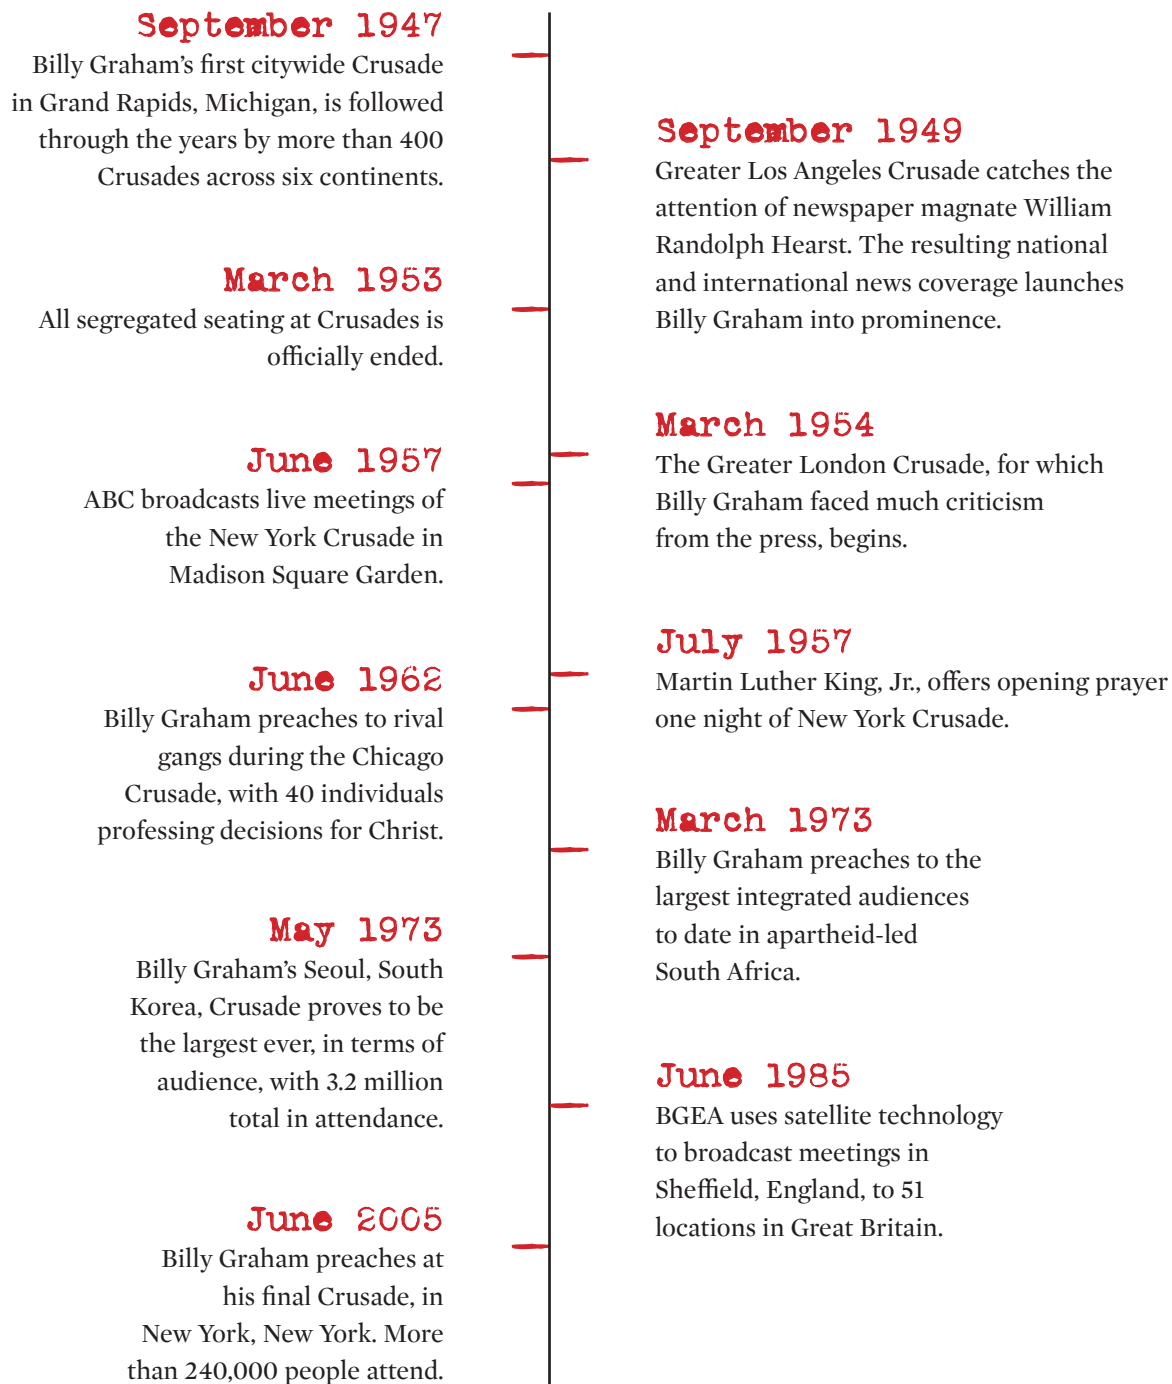 September 1947
Billy Graham’s first citywide Crusade
in Grand Rapids, Michigan, is followed
through the years by more than 400
Crusades across six continents.
September 1949
Greater Los Angeles Crusade catches the
attention of newspaper magnate William
Randolph Hearst. The resulting national
and international news coverage launches
Billy Graham into prominence.
March 1953
All segregated seating at Crusades is
officially ended.
March 1954
The Greater London Crusade, for which
Billy Graham faced much criticism
from the press, begins.
June 1957
ABC broadcasts live meetings of
the New York Crusade in
Madison Square Garden.
July 1957
Martin Luther King, Jr., offers opening prayer
one night of New York Crusade.
June 1962
Billy Graham preaches to rival
gangs during the Chicago
Crusade, with 40 individuals
professing decisions for Christ.
March 1973
Billy Graham preaches to the
largest integrated audiences
to date in apartheid-led
South Africa.
May 1973
Billy Graham’s Seoul, South
Korea, Crusade proves to be
the largest ever, in terms of
audience, with 3.2 million
total in attendance.
June 1985
BGEA uses satellite technology
to broadcast meetings in
Sheffield, England, to 51
locations in Great Britain.
June 2005
Billy Graham preaches at
his final Crusade, in
New York, New York. More
than 240,000 people attend.